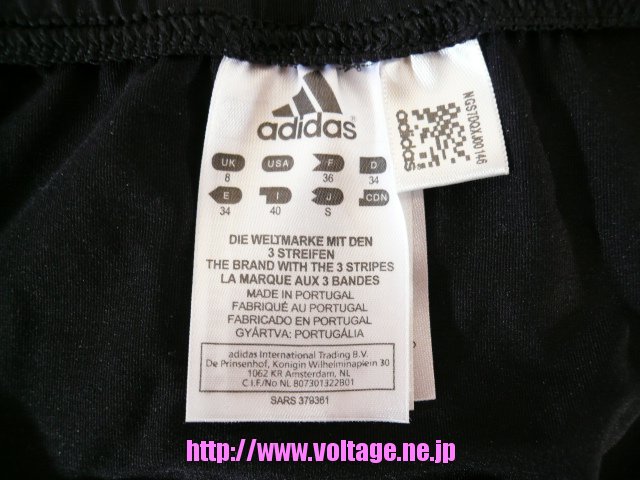 adidas
UK USA F D
8 36 34
E I J CDN
34 40 S
DIE WELTMARKE MIT DEN
3 STREIFEN
THE BRAND WITH THE 3 STRIPES
LA MARQUE AUX 3 BANDES
MADE IN PORTUGAL
FABRIQUÉ AU PORTUGAL
FABRICADO EN PORTUGAL
GYÁRTVA: PORTUGÁLIA
adidas International Trading B.V.
De Prinsenhof, Konigin Wilhelminaplein 30
1062 KR Amsterdam, NL
C.I.F./No NL 807301322B01
SARS 379361
adidas
NGS70QXJ00146
http://www.voltage.ne.jp